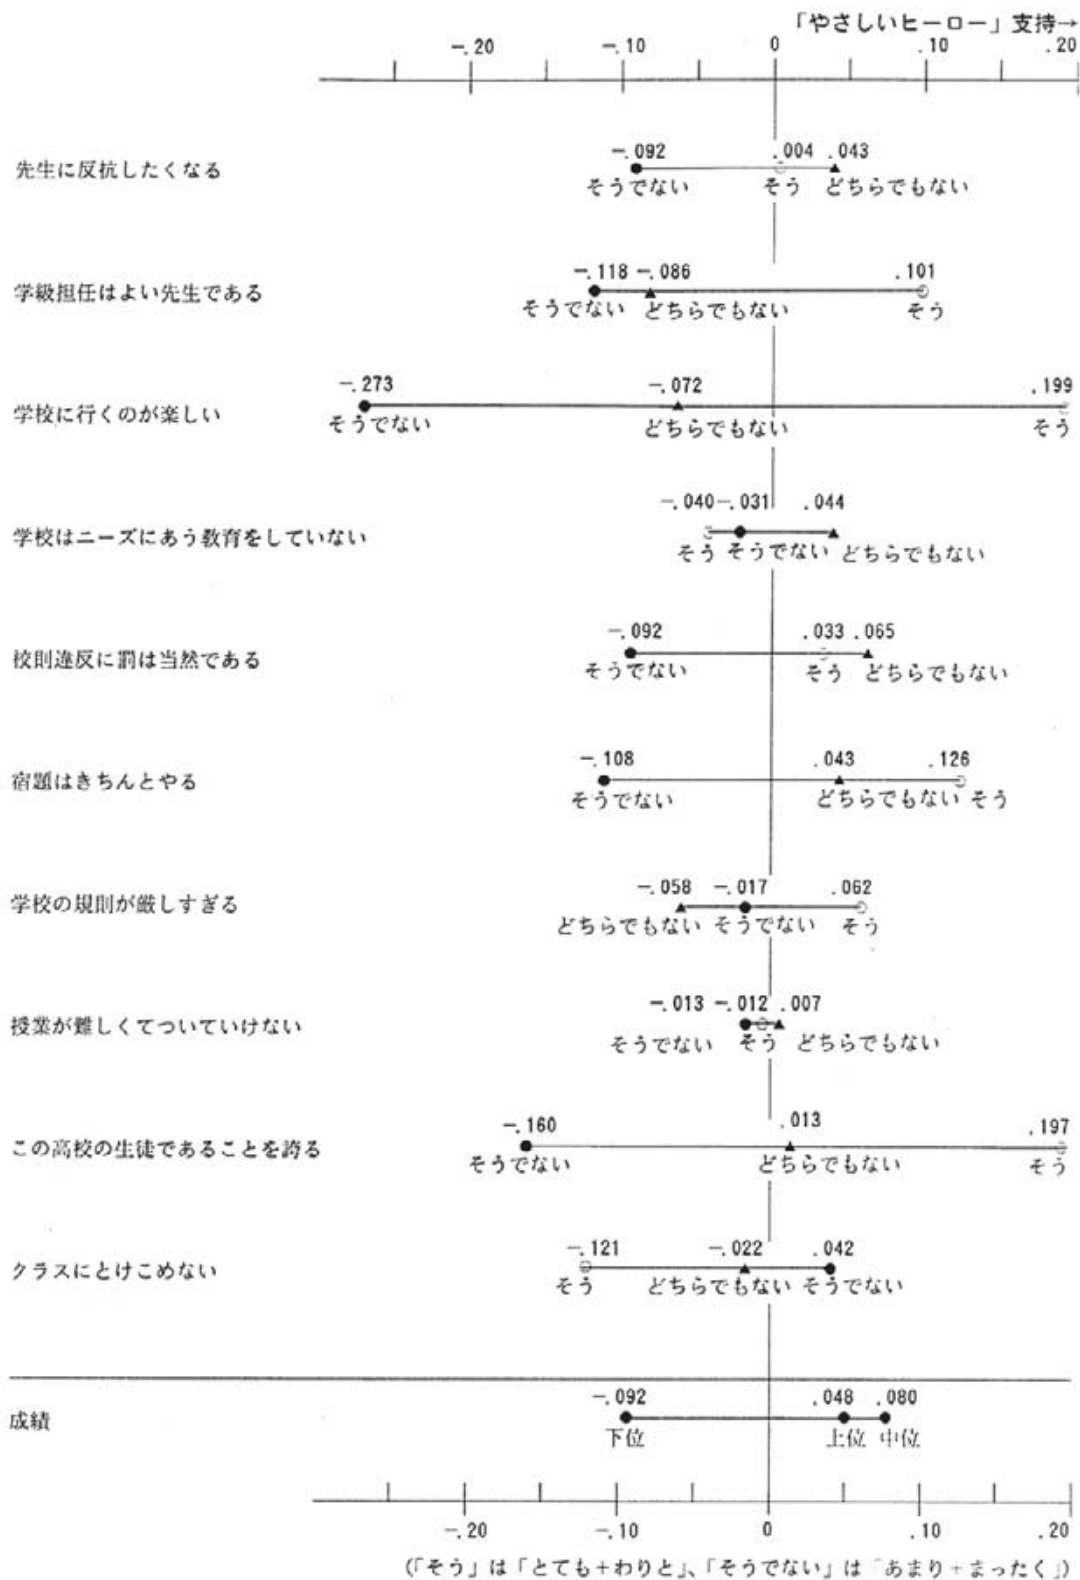 「やさしいヒーロー」支持→
−.20 −.10 0 .10 .20
−.092 .004 .043
先生に反抗したくなる
そうでない そう どちらでもない
−.118 −.086 .101
学級担任はよい先生である
そうでない どちらでもない そう
−.273 −.072 .199
学校に行くのが楽しい
そうでない どちらでもない そう
−.040 −.031 .044
学校はニーズにあう教育をしていない
そう そうでない どちらでもない
−.092 .033 .065
校則違反に罰は当然である
そうでない そう どちらでもない
−.108 .043 .126
宿題はきちんとやる
そうでない どちらでもない そう
−.058 −.017 .062
学校の規則が厳しすぎる
どちらでもない そうでない そう
−.013 −.012 .007
授業が難しくてついていけない
そうでない そう どちらでもない
−.160 .013 .197
この高校の生徒であることを誇る
そうでない どちらでもない そう
−.121 −.022 .042
クラスにとけこめない
そう どちらでもない そうでない
−.092 .048 .080
成績
下位 上位 中位
−.20 −.10 0 .10 .20
(「そう」は「とても+わりと」、「そうでない」は「あまり+まったく」)